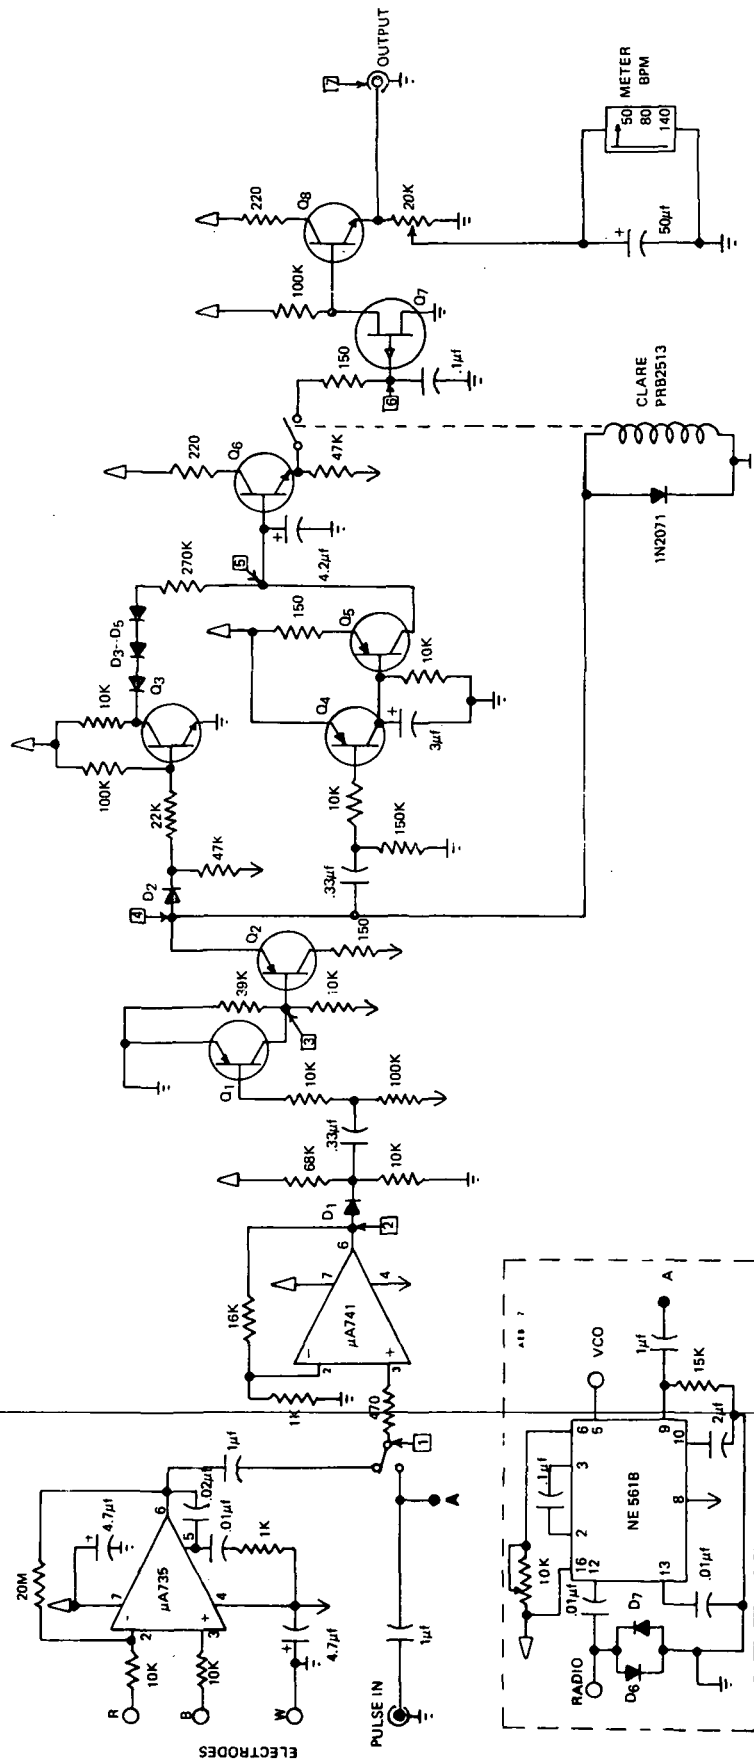 ELECTRODES
R
B
W
10K
10K
20M
4.7µf
+
7
2
-
3
+
µA735
6
5
4
.02µf
.01µf
1K
+
4.7µf
1µf
PULSE IN
1µf
A
1
470
1K
16K
2
-
3
+
µA741
7
6
4
2
D1
68K
10K
.33µf
10K
100K
Q1
3
39K
10K
Q2
150
4
D2
47K
22K
100K
10K
Q3
D3-D5
270K
.33µf
150K
10K
Q4
3µf
+
10K
Q5
150
5
4.2µf
+
Q6
220
47K
150
6
.1µf
Q7
100K
Q8
220
20K
7
OUTPUT
+
50µf
METER
BPM
50
80
140
1N2071
CLARE
PRB2513
RADIO
D6
D7
.01µf
10K
16
12
2
3
6
5
.1µf
NE 561B
13
8
10
9
.01µf
VCO
2µf
15K
1µf
A